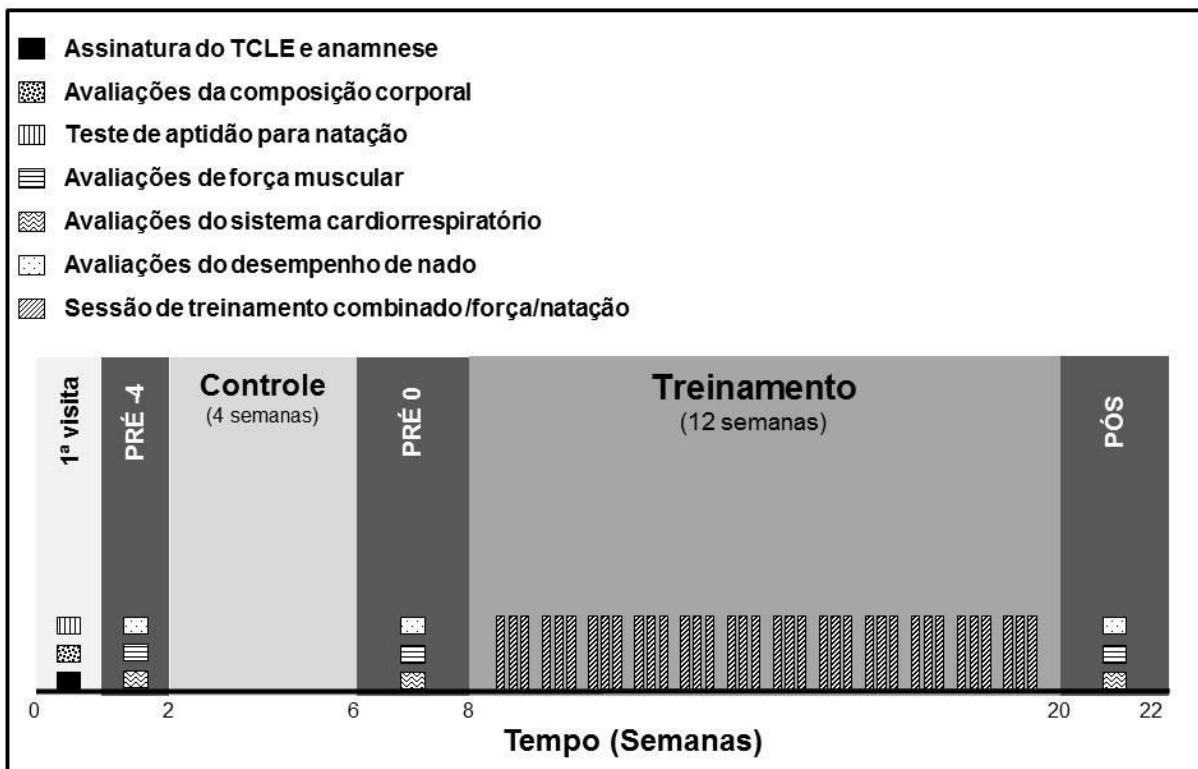 Assinatura do TCLE e anamnese
Avaliações da composição corporal
Teste de aptidão para natação
Avaliações de força muscular
Avaliações do sistema cardiorrespiratório
Avaliações do desempenho de nado
Sessão de treinamento combinado/força/natação
1ª visita
PRÉ -4
Controle
(4 semanas)
PRÉ 0
Treinamento
(12 semanas)
PÓS
0 2 6 8 20 22
Tempo (Semanas)